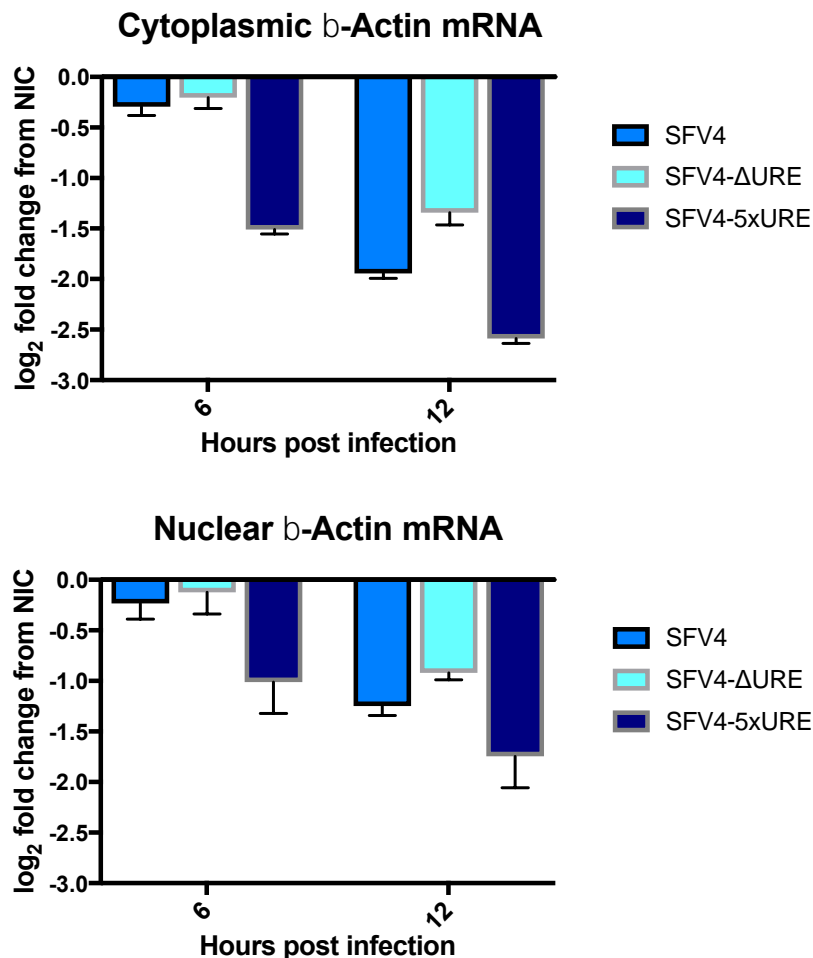 Cytoplasmic b-Actin mRNA
log₂ fold change from NIC
0.0
-0.5
-1.0
-1.5
-2.0
-2.5
-3.0
6
12
Hours post infection
SFV4
SFV4-ΔURE
SFV4-5xURE
Nuclear b-Actin mRNA
log₂ fold change from NIC
0.0
-0.5
-1.0
-1.5
-2.0
-2.5
-3.0
6
12
Hours post infection
SFV4
SFV4-ΔURE
SFV4-5xURE